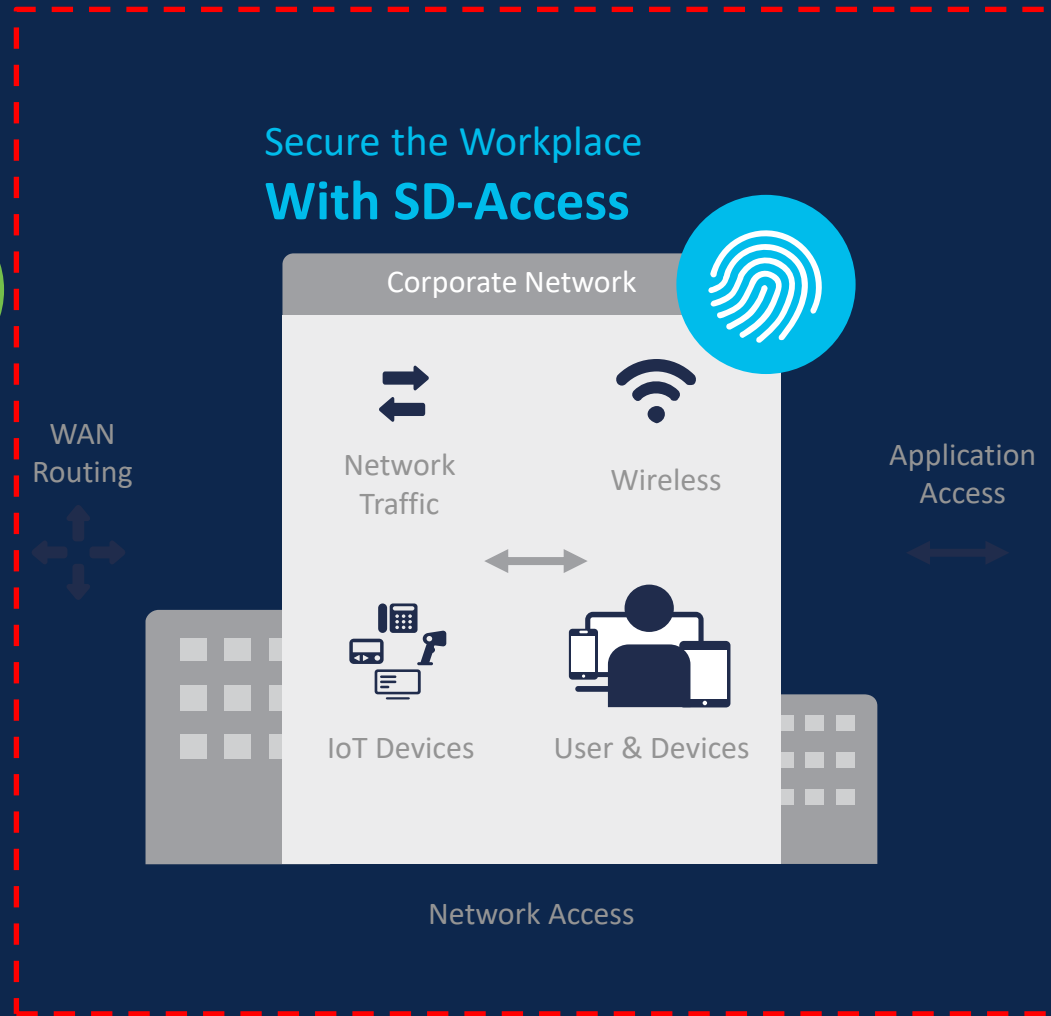 Secure the Workplace
With SD-Access
Corporate Network
WAN
Routing
Network
Traffic
Wireless
Application
Access
IoT Devices
User & Devices
Network Access